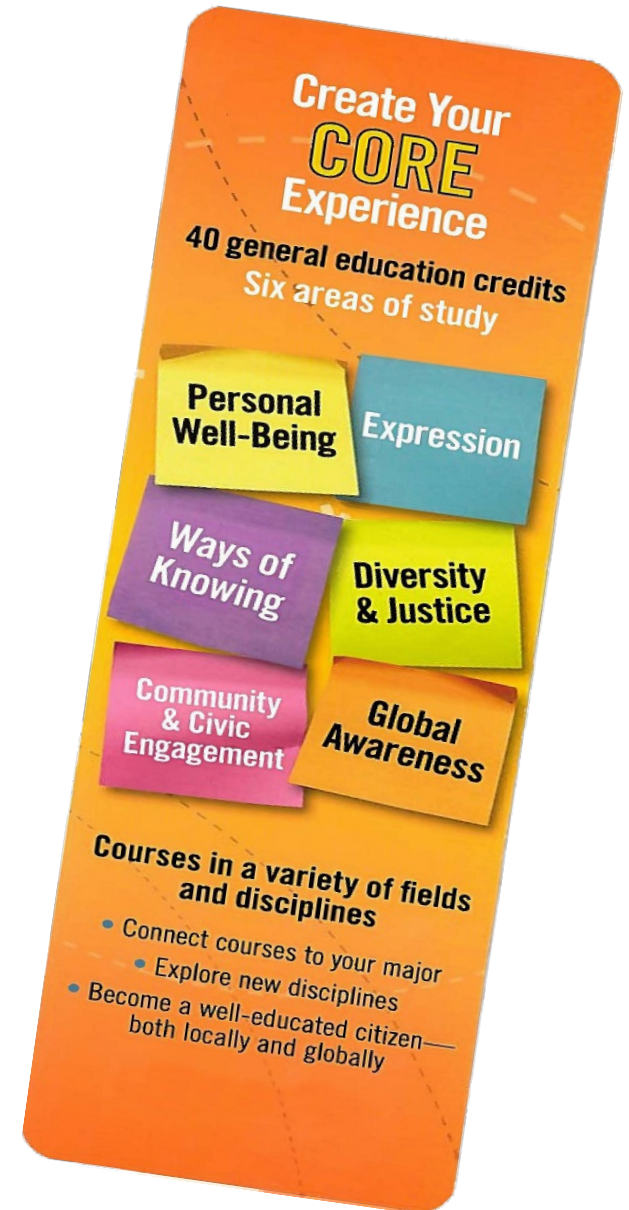 Create Your
CORE
Experience
40 general education credits
Six areas of study
Personal
Well-Being
Expression
Ways of
Knowing
Diversity
& Justice
Community
& Civic
Engagement
Global
Awareness
Courses in a variety of fields
and disciplines
• Connect courses to your major
• Explore new disciplines
• Become a well-educated citizen—
both locally and globally